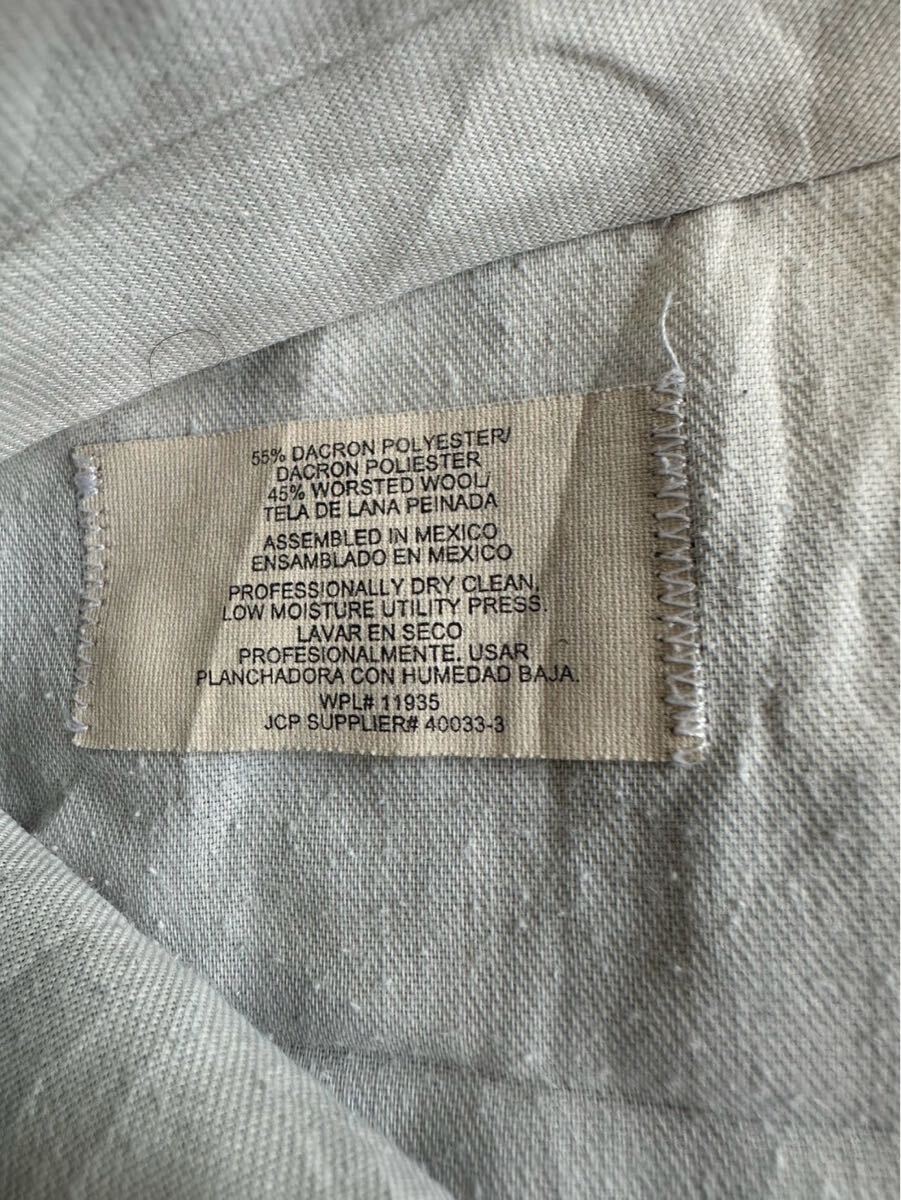 55% DACRON POLYESTER/
DACRON POLIESTER
45% WORSTED WOOL/
TELA DE LANA PEINADA
ASSEMBLED IN MEXICO
ENSAMBLADO EN MEXICO
PROFESSIONALLY DRY CLEAN,
LOW MOISTURE UTILITY PRESS.
LAVAR EN SECO
PROFESIONALMENTE. USAR
PLANCHADORA CON HUMEDAD BAJA.
WPL# 11935
JCP SUPPLIER# 40033-3